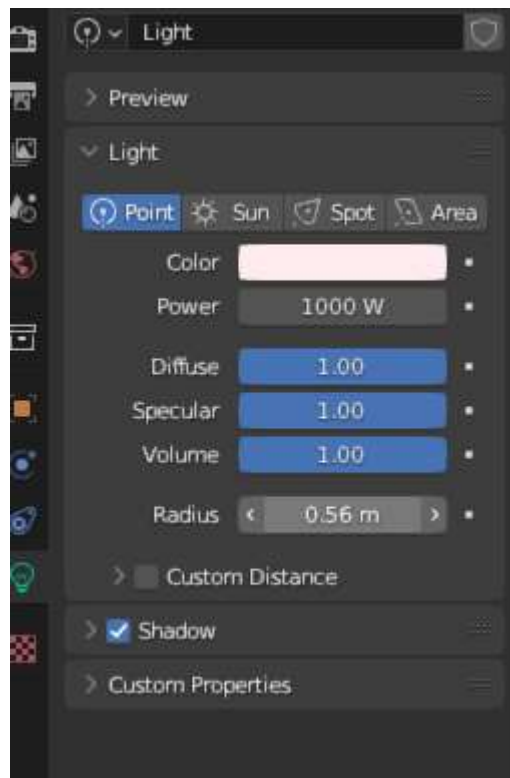 Light
Preview
Light
Point Sun Spot Area
Color
Power 1000 W
Diffuse 1.00
Specular 1.00
Volume 1.00
Radius 0.56 m
Custom Distance
Shadow
Custom Properties